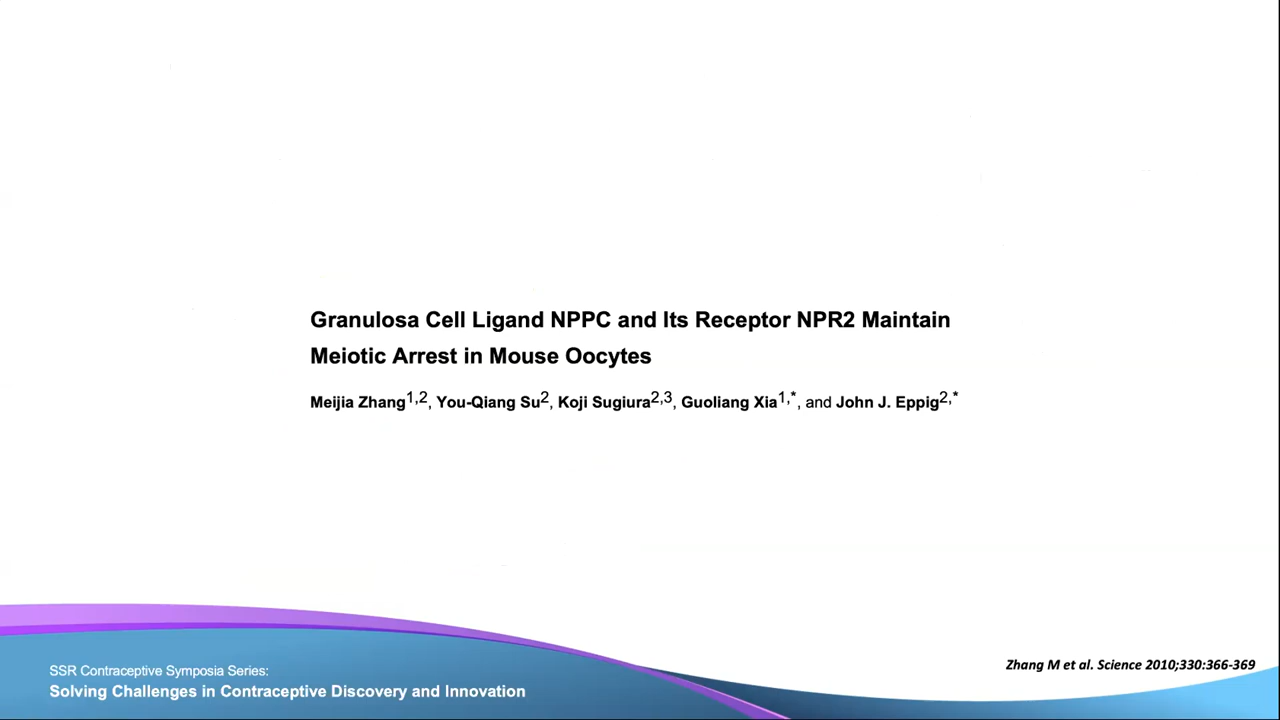 Granulosa Cell Ligand NPPC and Its Receptor NPR2 Maintain
Meiotic Arrest in Mouse Oocytes
Meijia Zhang1,2, You-Qiang Su2, Koji Sugiura2,3, Guoliang Xia1,*, and John J. Eppig2,*
Zhang M et al. Science 2010;330:366-369
SSR Contraceptive Symposia Series:
Solving Challenges in Contraceptive Discovery and Innovation